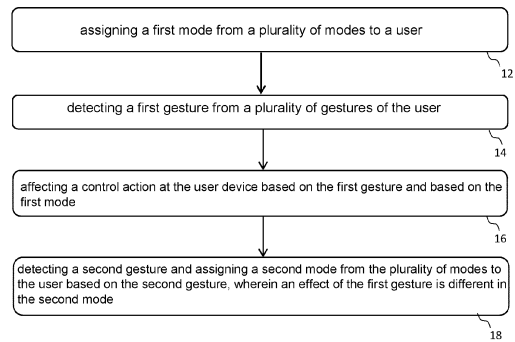 assigning a first mode from a plurality of modes to a user
12
detecting a first gesture from a plurality of gestures of the user
14
affecting a control action at the user device based on the first gesture and based on the
first mode
16
detecting a second gesture and assigning a second mode from the plurality of modes to
the user based on the second gesture, wherein an effect of the first gesture is different in
the second mode
18